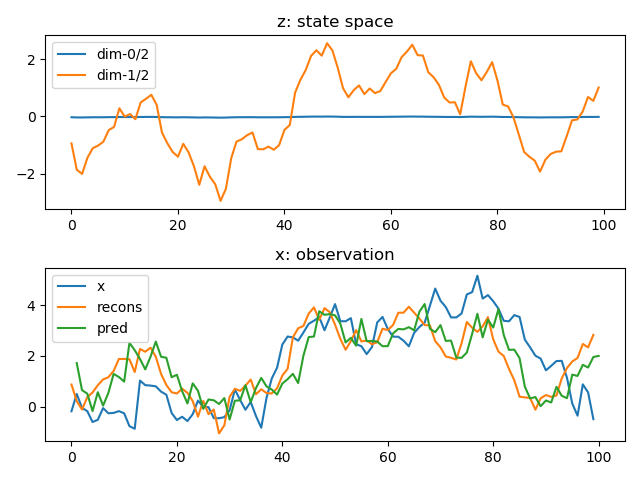 z: state space
dim-0/2
dim-1/2
2
0
−2
0 20 40 60 80 100
x: observation
x
recons
pred
4
2
0
0 20 40 60 80 100